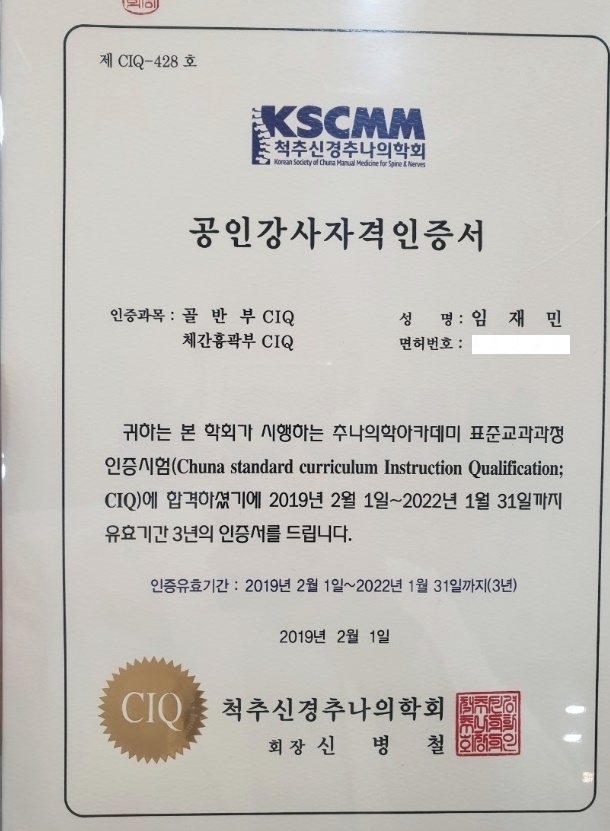 제 CIQ-428 호
KSCMM
척추신경추나의학회
Korean Society of Chuna Manual Medicine for Spine & Nerves
공인강사자격인증서
인증과목 : 골 반 부 CIQ
체간흉곽부 CIQ
성 명 : 임 재 민
면허번호 :
귀하는 본 학회가 시행하는 추나의학아카데미 표준교과과정
인증시험(Chuna standard curriculum Instruction Qualification;
CIQ)에 합격하셨기에 2019년 2월 1일~2022년 1월 31일까지
유효기간 3년의 인증서를 드립니다.
인증유효기간 : 2019년 2월 1일~2022년 1월 31일까지(3년)
2019년 2월 1일
CIQ
척추신경추나의학회
회장 신 병 철